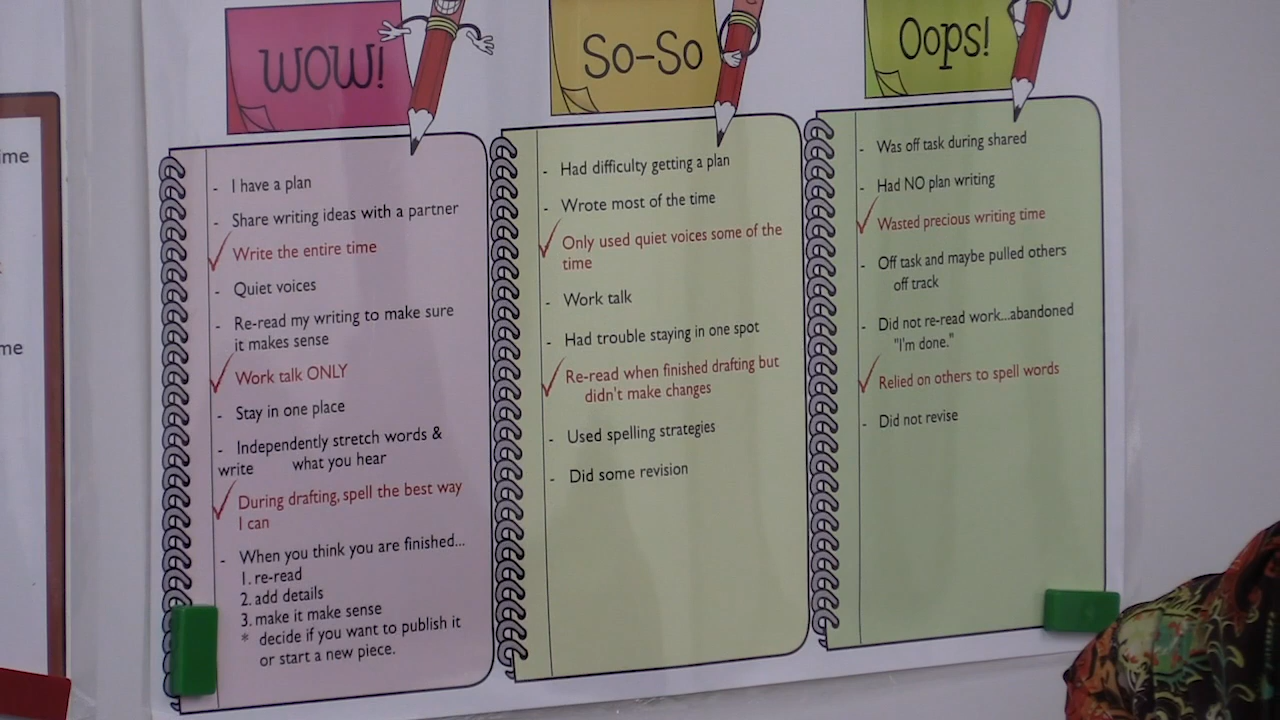 WOW!
- I have a plan
- Share writing ideas with a partner
✓ Write the entire time
- Quiet voices
- Re-read my writing to make sure
it makes sense
✓ Work talk ONLY
- Stay in one place
- Independently stretch words &
write what you hear
✓ During drafting, spell the best way
I can
- When you think you are finished...
1. re-read
2. add details
3. make it make sense
* decide if you want to publish it
or start a new piece.
So-So
- Had difficulty getting a plan
- Wrote most of the time
✓ Only used quiet voices some of the
time
- Work talk
- Had trouble staying in one spot
✓ Re-read when finished drafting but
didn't make changes
- Used spelling strategies
- Did some revision
Oops!
- Was off task during shared
- Had NO plan writing
✓ Wasted precious writing time
- Off task and maybe pulled others
off track
- Did not re-read work...abandoned
"I'm done."
✓ Relied on others to spell words
- Did not revise